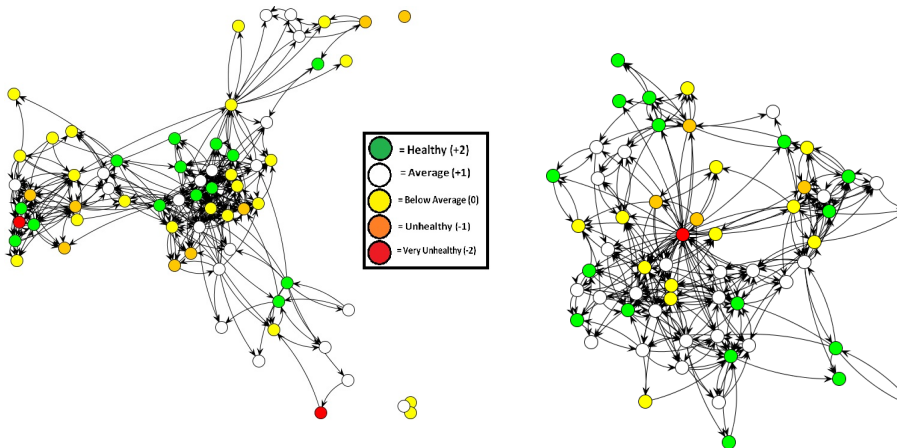 = Healthy (+2)
= Average (+1)
= Below Average (0)
= Unhealthy (-1)
= Very Unhealthy (-2)